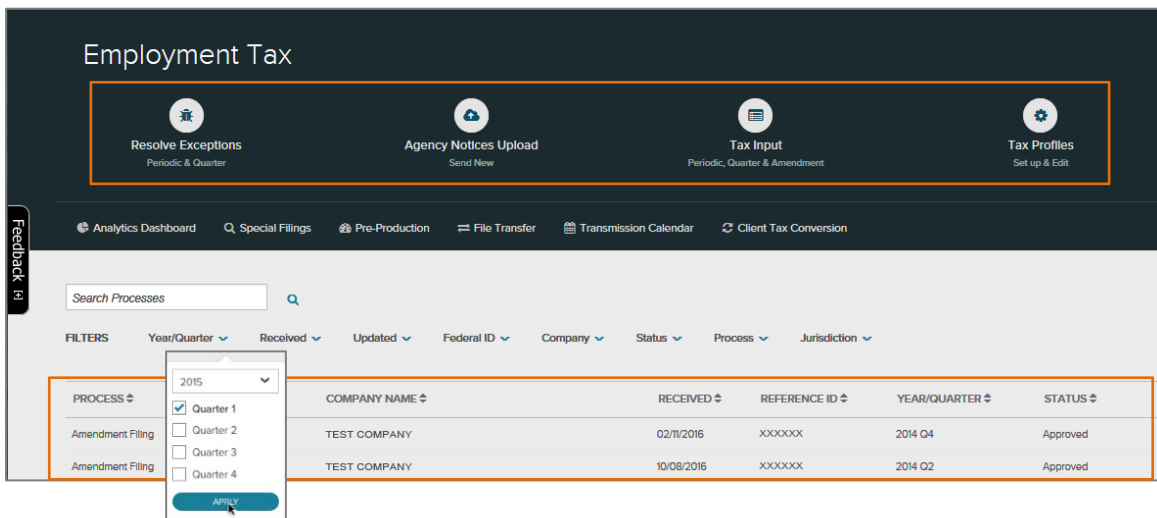 Employment Tax
Resolve Exceptions
Periodic & Quarter
Agency Notices Upload
Send New
Tax Input
Periodic, Quarter & Amendment
Tax Profiles
Set up & Edit
Feedback [+]
Analytics Dashboard Special Filings Pre-Production File Transfer Transmission Calendar Client Tax Conversion
Search Processes
FILTERS Year/Quarter Received Updated Federal ID Company Status Process Jurisdiction
2015
Quarter 1
Quarter 2
Quarter 3
Quarter 4
APPLY
PROCESS COMPANY NAME RECEIVED REFERENCE ID YEAR/QUARTER STATUS
Amendment Filing TEST COMPANY 02/11/2016 XXXXXX 2014 Q4 Approved
Amendment Filing TEST COMPANY 10/08/2016 XXXXXX 2014 Q2 Approved